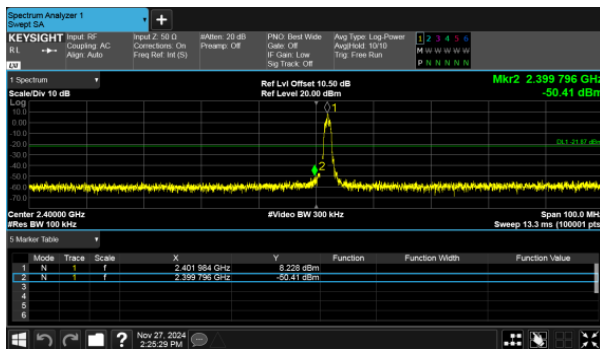 Spectrum Analyzer 1
Swept SA
+
KEYSIGHT Input: RF Input Z: 50 Ω #Atten: 20 dB PNO: Best Wide Avg Type: Log-Power 1 2 3 4 5 6
RL Coupling: AC Corrections: On Preamp: Off Gate: Off Avg|Hold: 10/10 M W W W W W
Align: Auto Freq Ref: Int (S) IF Gain: Low Trig: Free Run
Sig Track: Off P N N N N N
LXI
1 Spectrum Ref Lvl Offset 10.50 dB Mkr2 2.399 796 GHz
Scale/Div 10 dB Ref Level 20.00 dBm -50.41 dBm
Log
10.0
0.00
-10.0
-20.0
-30.0
-40.0
-50.0
-60.0
-70.0
1
2
DL1 -21.87 dBm
Center 2.40000 GHz #Video BW 300 kHz Span 100.0 MHz
#Res BW 100 kHz Sweep 13.3 ms (100001 pts)
5 Marker Table
Mode Trace Scale X Y Function Function Width Function Value
1 N 1 f 2.401 984 GHz 8.228 dBm
2 N 1 f 2.399 796 GHz -50.41 dBm
3
4
5
6
? Nov 27, 2024
2:25:29 PM